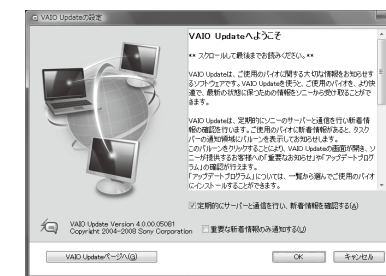 VAIO Updateの設定
VAIO Updateへようこそ
** スクロールして最後までお読みください。**
VAIO Updateは、ご使用のバイオに関する大切な情報をお知らせす
るソフトウェアです。VAIO Updateを使うと、ご使用のバイオを、より快
適で、最新の状態に保つための情報をソニーから受け取ることがで
きます。
VAIO Updateは、定期的にソニーのサーバーと通信を行い新着情
報の確認を行います。ご使用のバイオに新着情報があると、タスク
バーの通知領域にバルーンを表示してお知らせします。
このバルーンをクリックすることにより、VAIO Updateの画面が開き、ソ
ニーが提供するお客様への「重要なお知らせ」や「アップデートプログ
ラム」の確認が行えます。
「アップデートプログラム」については、一覧から選んでご使用のバイオ
にインストールすることができます。
定期的にサーバーと通信を行い、新着情報を確認する(A)
重要な新着情報のみ通知する(U)
VAIO Update Version 4.0.00.05081
Copyright 2004-2008 Sony Corporation
VAIO Updateページへ(G)
OK
キャンセル